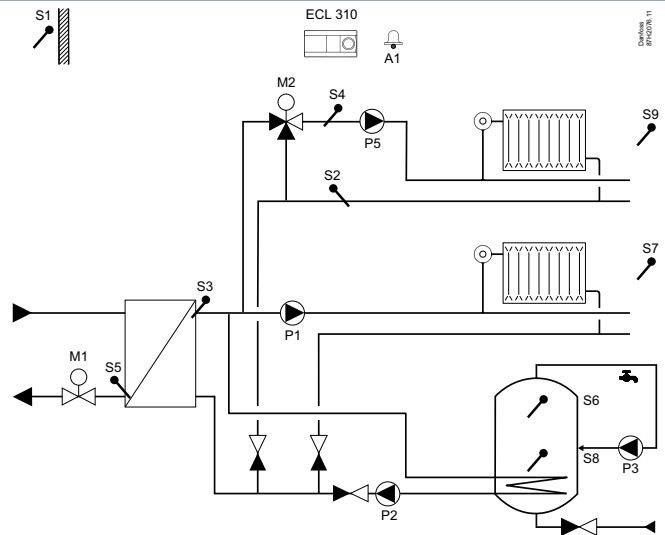 S1
ECL 310
A1
Danfoss
87H2076.11
M2
S4
P5
S9
S2
S7
S3
P1
M1
S5
S6
S8
P3
P2